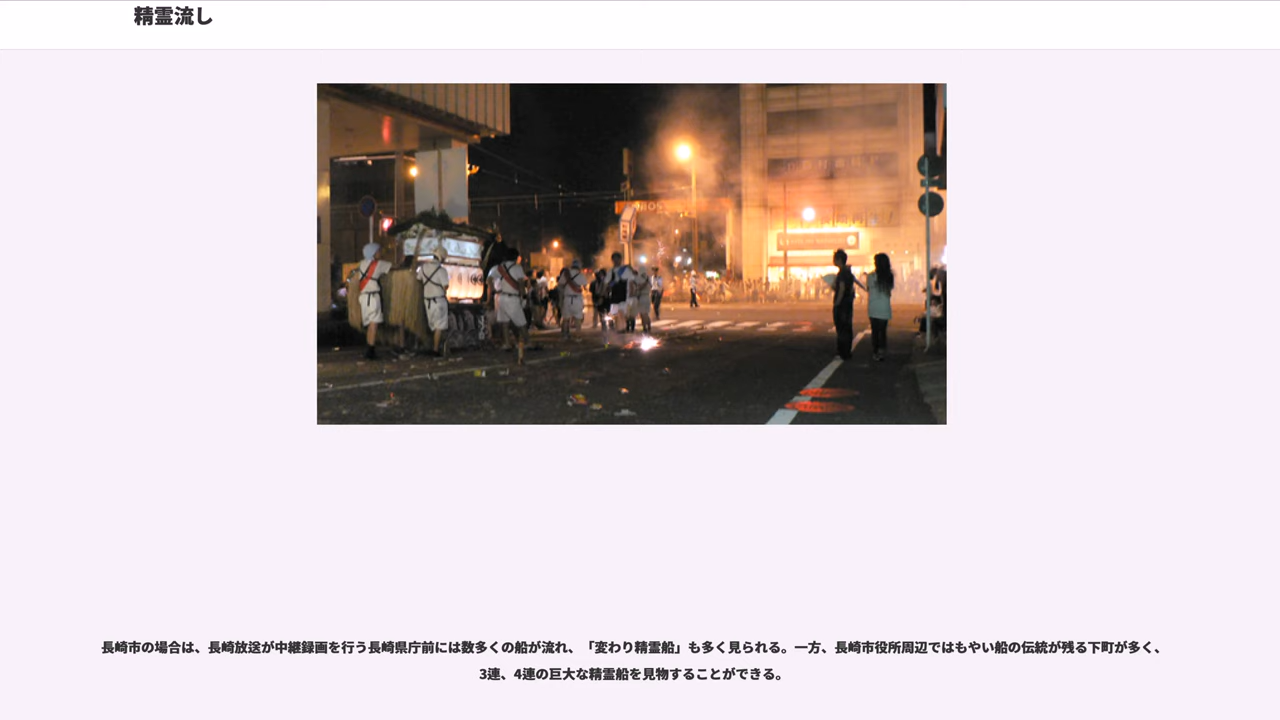 精霊流し
長崎市の場合は、長崎放送が中継録画を行う長崎県庁前には数多くの船が流れ、「変わり精霊船」も多く見られる。一方、長崎市役所周辺ではもやい船の伝統が残る下町が多く、
3連、4連の巨大な精霊船を見物することができる。